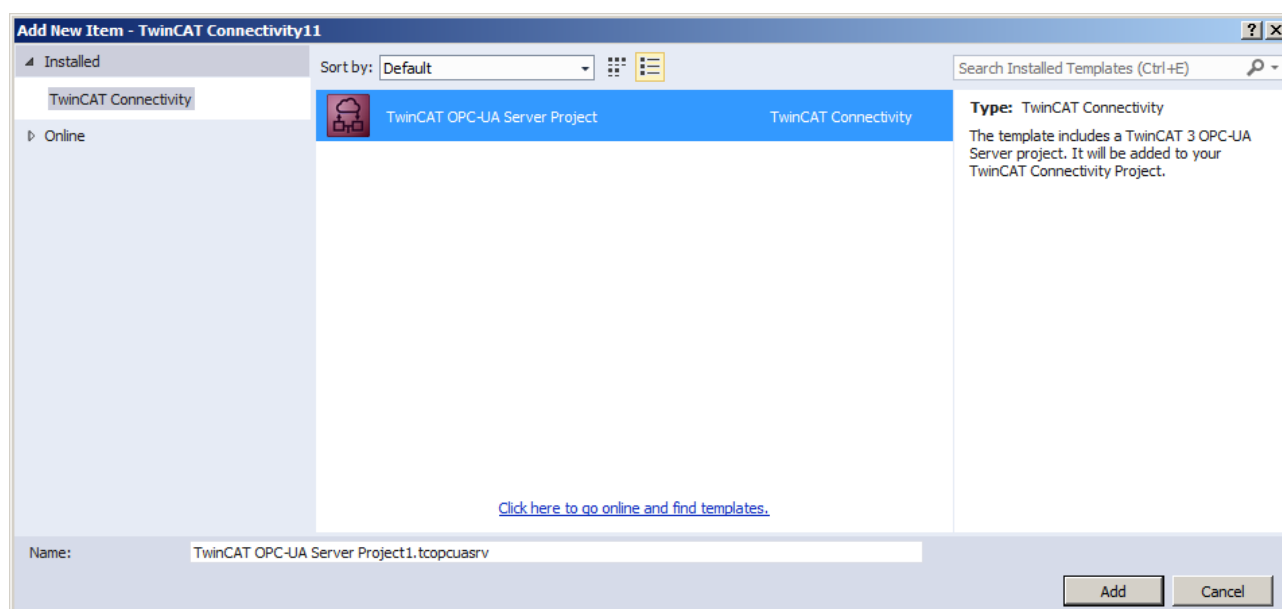 Add New Item - TwinCAT Connectivity11
Installed
TwinCAT Connectivity
Online
Sort by: Default
Search Installed Templates (Ctrl+E)
TwinCAT OPC-UA Server Project TwinCAT Connectivity
Type: TwinCAT Connectivity
The template includes a TwinCAT 3 OPC-UA
Server project. It will be added to your
TwinCAT Connectivity Project.
Click here to go online and find templates.
Name: TwinCAT OPC-UA Server Project1.tcopcuasrv
Add Cancel